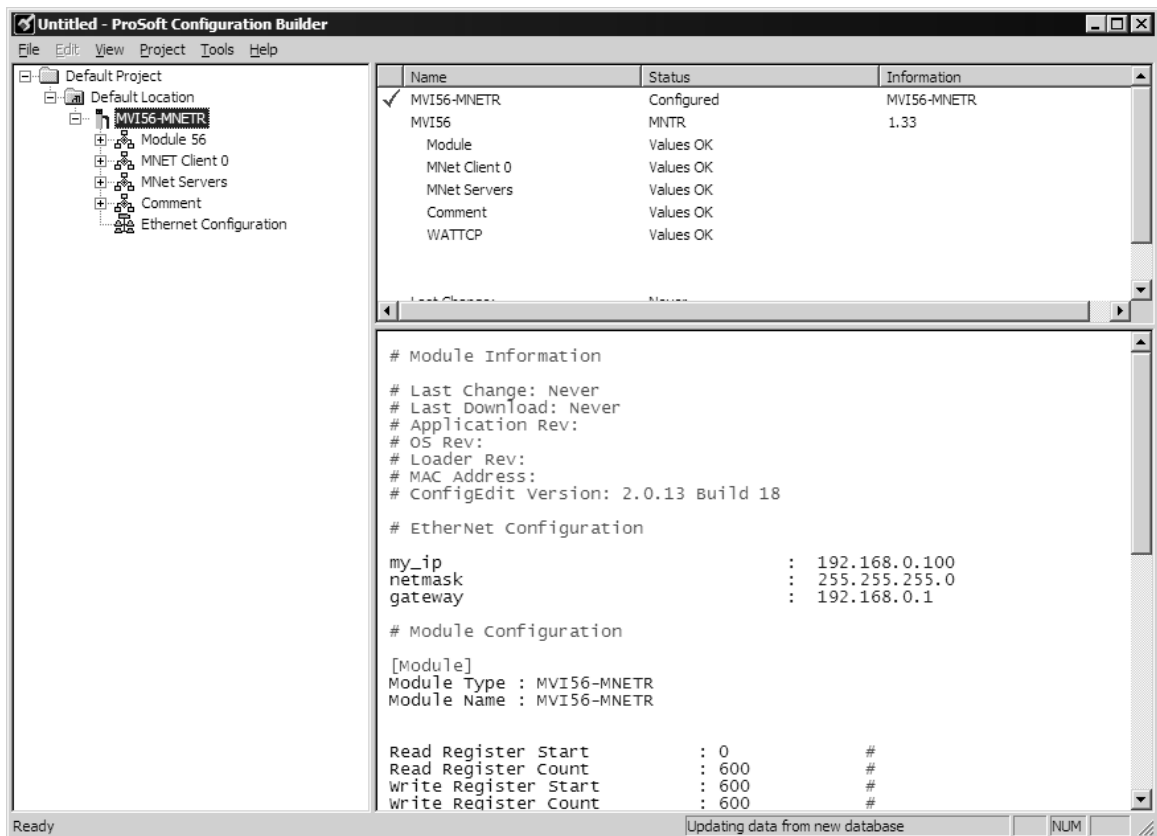 Untitled - ProSoft Configuration Builder
File Edit View Project Tools Help
Default Project
Default Location
MVI56-MNETR
Module 56
MNET Client 0
MNet Servers
Comment
Ethernet Configuration
Name Status Information
MVI56-MNETR Configured MVI56-MNETR
MVI56 MNTR 1.33
Module Values OK
MNet Client 0 Values OK
MNet Servers Values OK
Comment Values OK
WATTCP Values OK
Last Change: Never
# Module Information
# Last Change: Never
# Last Download: Never
# Application Rev:
# OS Rev:
# Loader Rev:
# MAC Address:
# ConfigEdit Version: 2.0.13 Build 18
# EtherNet Configuration
my_ip : 192.168.0.100
netmask : 255.255.255.0
gateway : 192.168.0.1
# Module Configuration
[Module]
Module Type : MVI56-MNETR
Module Name : MVI56-MNETR
Read Register Start : 0 #
Read Register Count : 600 #
Write Register Start : 600 #
Write Register Count : 600 #
Ready
Updating data from new database
NUM